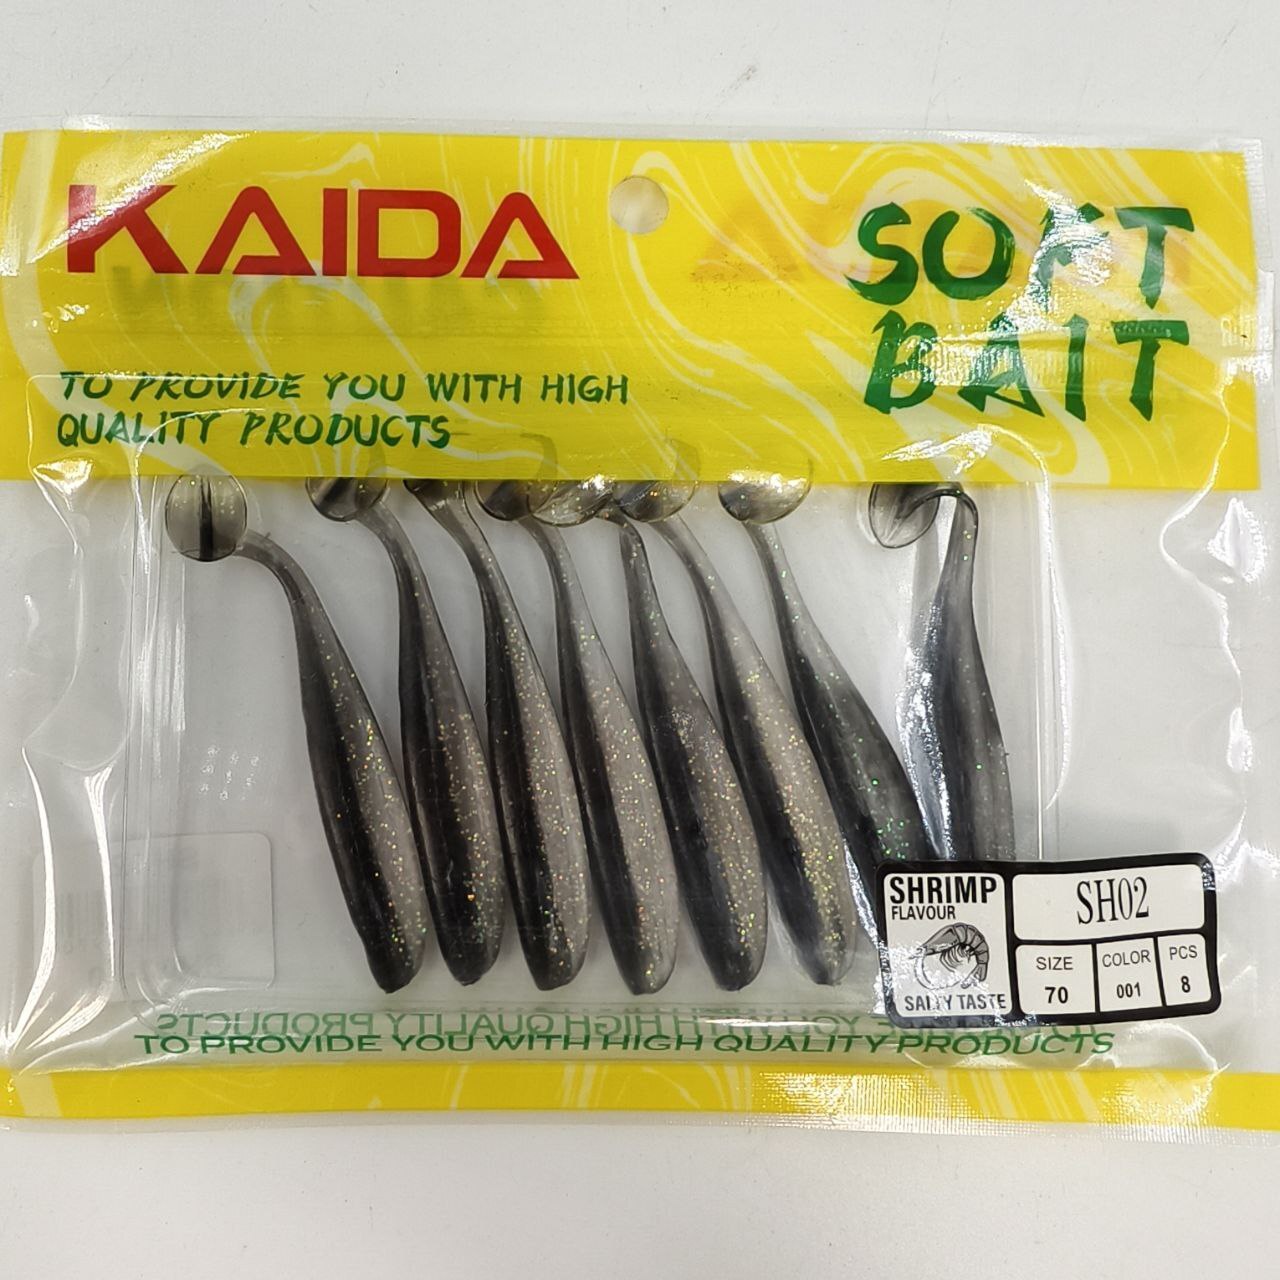 KAIDA
SOFT
BAIT
TO PROVIDE YOU WITH HIGH
QUALITY PRODUCTS
SHRIMP
FLAVOUR
SALTY TASTE
SH02
SIZE
70
COLOR
001
PCS
8
TO PROVIDE YOU WITH HIGH QUALITY PRODUCTS